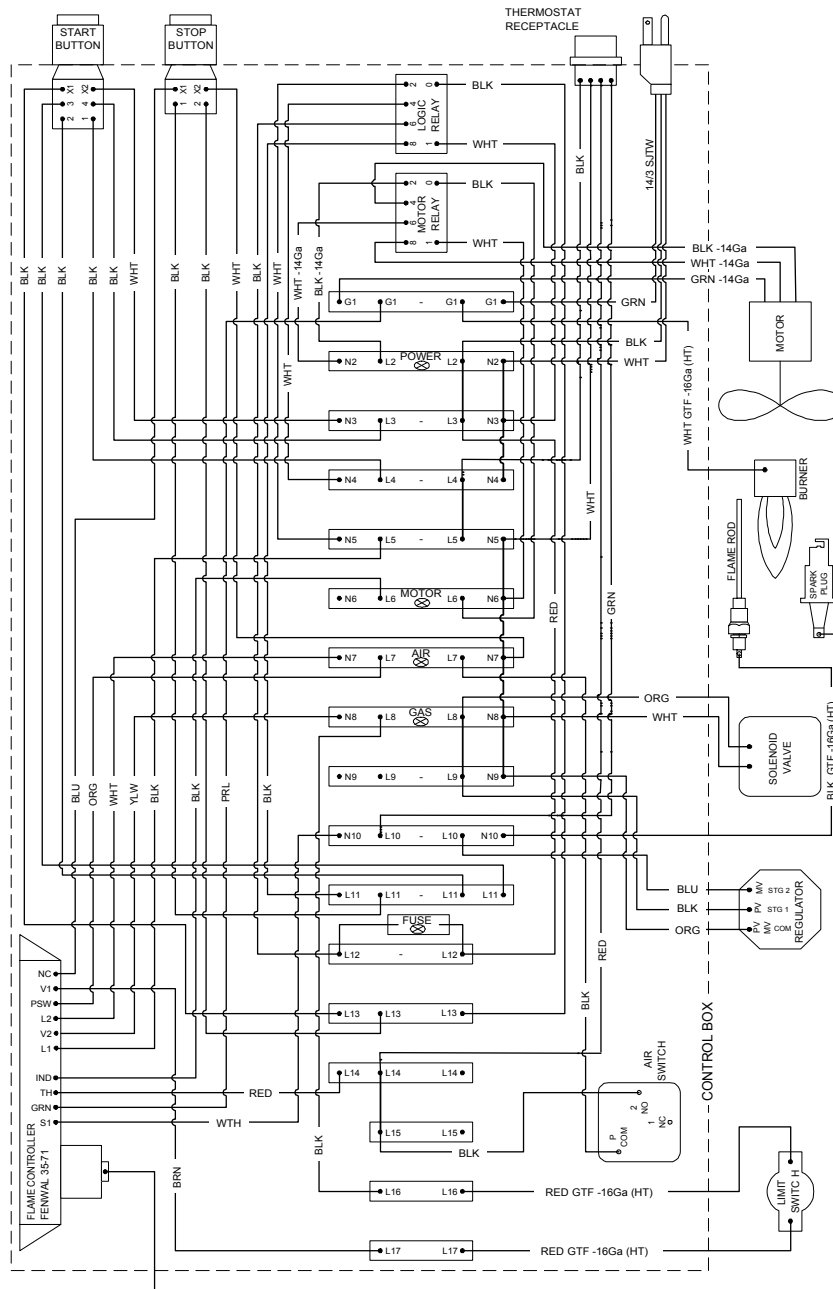 START BUTTON
STOP BUTTON
THERMOSTAT RECEPTACLE
X1 X2
3 4
2 1
X1 X2
1 2
2 0
4
6
8 1
LOGIC RELAY
BLK
WHT
2 0
4
6
8 1
MOTOR RELAY
BLK
WHT
BLK
14/3 SJTW
BLK
BLK
BLK
BLK
BLK
WHT
BLK
BLK
WHT
BLK
WHT
WHT -14Ga
BLK -14Ga
WHT
BLK -14Ga
WHT -14Ga
GRN -14Ga
MOTOR
G1 G1 - G1 G1
GRN
BLK
WHT
N2 L2 POWER L2 N2
N3 L3 - L3 N3
N4 L4 - L4 N4
N5 L5 - L5 N5
N6 L6 MOTOR L6 N6
N7 L7 AIR L7 N7
N8 L8 GAS L8 N8
N9 L9 - L9 N9
N10 L10 - L10 N10
L11 L11 - L11 L11
FUSE
L12 - L12
L13 L13 L13
L14 L14 L14
L15 L15
L16 L16
L17 L17
WHT GTF -16Ga (HT)
BURNER
FLAME ROD
SPARK PLUG
WHT
GRN
RED
ORG
WHT
SOLENOID VALVE
BLK GTF -16Ga (HT)
BLU
ORG
WHT
YLW
BLK
BLK
PRL
BLK
BLU
BLK
ORG
MV STG 2
PV STG 1
PV MV COM
REGULATOR
RED
BLK
NC
V1
PSW
L2
V2
L1
IND
TH
GRN
S1
FLAME CONTROLLER
FENWAL 35-71
RED
WTH
BRN
BLK
BLK
AIR SWITCH
2 NO
1 NC
P COM
CONTROL BOX
RED GTF -16Ga (HT)
RED GTF -16Ga (HT)
LIMIT SWITC H